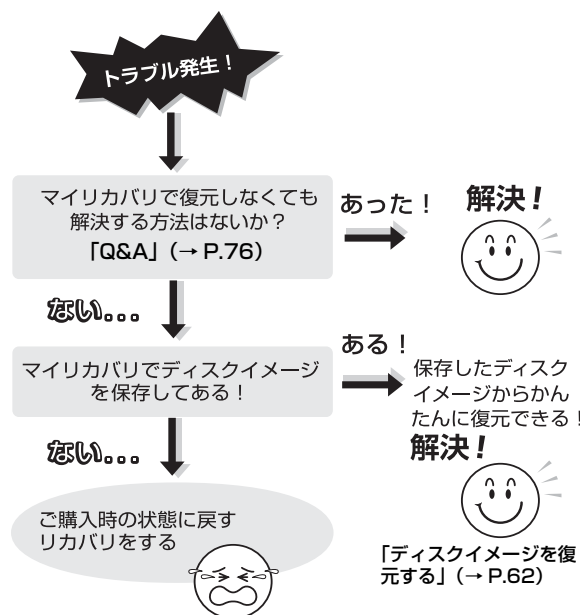 トラブル発生！
マイリカバリで復元しなくても
解決する方法はないか？
「Q&A」（→ P.76）
あった！
解決！
ない...
マイリカバリでディスクイメージ
を保存してある！
ある！
保存したディスク
イメージからかん
たんに復元できる！
解決！
「ディスクイメージを復
元する」（→ P.62）
ない...
ご購入時の状態に戻す
リカバリをする